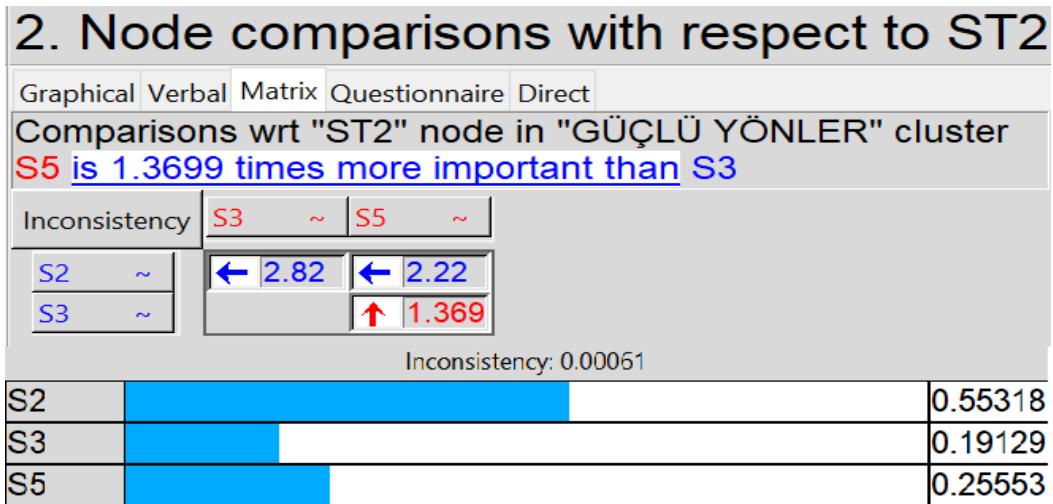 2. Node comparisons with respect to ST2
Graphical Verbal Matrix Questionnaire Direct
Comparisons wrt "ST2" node in "GÜÇLÜ YÖNLER" cluster
S5 is 1.3699 times more important than S3
Inconsistency S3 ~ S5 ~
S2 ~ 2.82 2.22
S3 ~ 1.369
Inconsistency: 0.00061
S2 0.55318
S3 0.19129
S5 0.25553